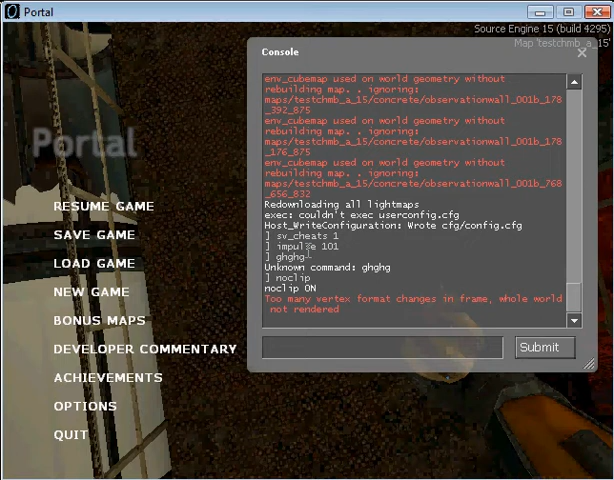 Portal
Source Engine 15 (build 4295)
Map 'testchmb_a_15'
Console
env_cubemap used on world geometry without
rebuilding map. . ignoring:
maps/testchmb_a_15/concrete/observationwall_001b_178
_392_875
env_cubemap used on world geometry without
rebuilding map. . ignoring:
maps/testchmb_a_15/concrete/observationwall_001b_178
_176_875
env_cubemap used on world geometry without
rebuilding map. . ignoring:
maps/testchmb_a_15/concrete/observationwall_001b_768
_656_832
Redownloading all lightmaps
exec: couldn't exec userconfig.cfg
Host_WriteConfiguration: Wrote cfg/config.cfg
] sv_cheats 1
] impulse 101
] ghghg
Unknown command: ghghg
] noclip
noclip ON
Too many vertex format changes in frame, whole world
not rendered
Submit
Portal
RESUME GAME
SAVE GAME
LOAD GAME
NEW GAME
BONUS MAPS
DEVELOPER COMMENTARY
ACHIEVEMENTS
OPTIONS
QUIT